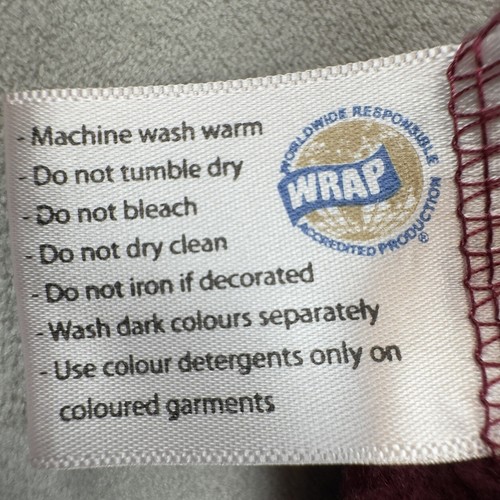 - Machine wash warm
- Do not tumble dry
- Do not bleach
- Do not dry clean
- Do not iron if decorated
- Wash dark colours separately
- Use colour detergents only on
coloured garments
WORLDWIDE RESPONSIBLE
WRAP
ACCREDITED PRODUCTION
®